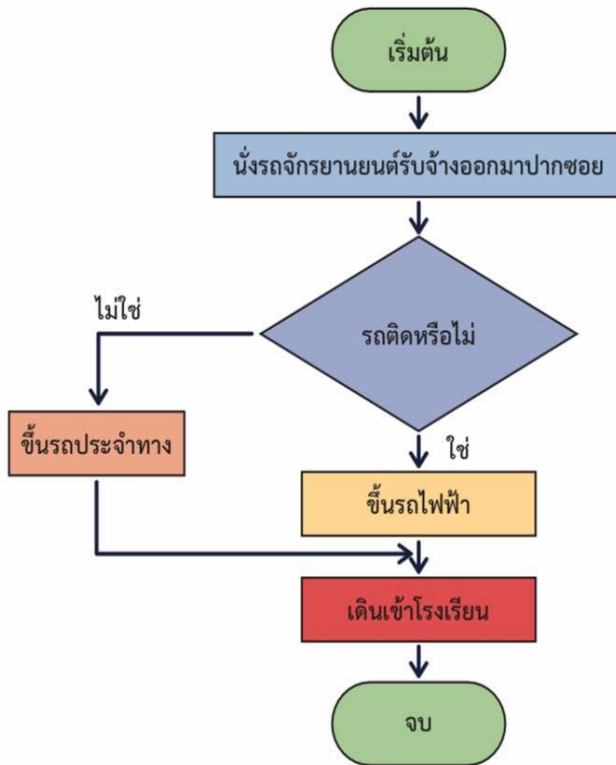 เริ่มต้น
นั่งรถจักรยานยนต์รับจ้างออกมาปากซอย
รถติดหรือไม่
ไม่ใช่
ขึ้นรถประจำทาง
ใช่
ขึ้นรถไฟฟ้า
เดินเข้าโรงเรียน
จบ